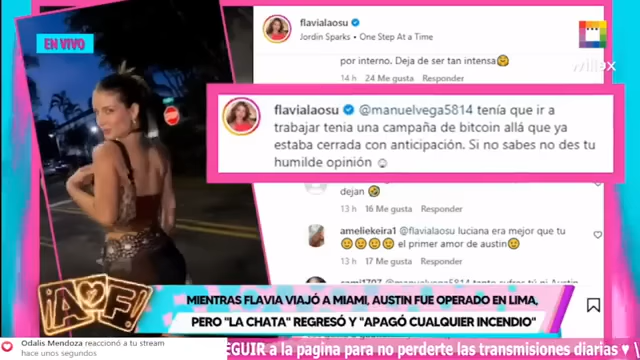 EN VIVO
flavialaosu
Jordin Sparks • One Step At a Time
willax
por interno. Deja de ser tan intensa😢
14 h 24 Me gusta Responder
flavialaosu @manuelvega5814 tenía que ir a
trabajar tenia una campaña de bitcoin allá que ya
estaba cerrada con anticipación. Si no sabes no des tu
humilde opinión ☺
dejan 🤣
13 h 16 Me gusta Responder
ameliekeira1 @flavialaosu luciana era mejor que tu
😢😢😢😢 el primer amor de austin😢
13 h 17 Me gusta Responder
¡A♥F!
MIENTRAS FLAVIA VIAJÓ A MIAMI, AUSTIN FUE OPERADO EN LIMA,
PERO "LA CHATA" REGRESÓ Y "APAGÓ CUALQUIER INCENDIO"
Odalis Mendoza reaccionó a tu stream
hace unos segundos
EGUIR a la pagina para no perderte las transmisiones diarias ♥ \